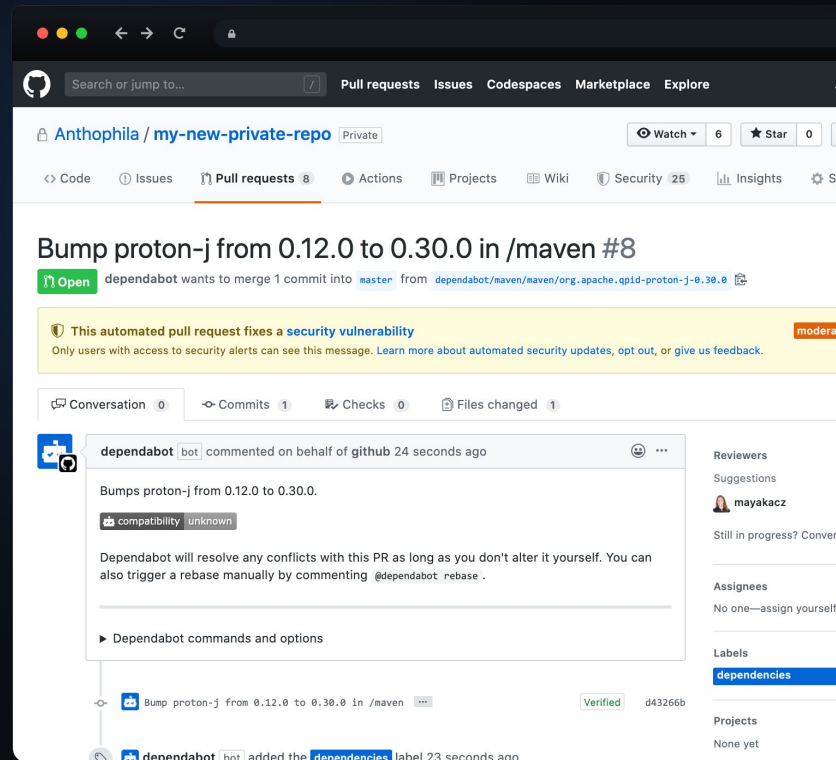 Search or jump to... /
Pull requests Issues Codespaces Marketplace Explore
Anthophila / my-new-private-repo Private
Watch 6 Star 0
Code Issues Pull requests 8 Actions Projects Wiki Security 25 Insights S
Bump proton-j from 0.12.0 to 0.30.0 in /maven #8
Open dependabot wants to merge 1 commit into master from dependabot/maven/maven/org.apache.qpid-proton-j-0.30.0
This automated pull request fixes a security vulnerability
modera
Only users with access to security alerts can see this message. Learn more about automated security updates, opt out, or give us feedback.
Conversation 0 Commits 1 Checks 0 Files changed 1
dependabot bot commented on behalf of github 24 seconds ago
Bumps proton-j from 0.12.0 to 0.30.0.
compatibility unknown
Dependabot will resolve any conflicts with this PR as long as you don't alter it yourself. You can
also trigger a rebase manually by commenting @dependabot rebase .
Dependabot commands and options
Bump proton-j from 0.12.0 to 0.30.0 in /maven ... Verified d43266b
dependabot bot added the dependencies label 23 seconds ago
Reviewers
Suggestions
mayakacz
Still in progress? Conver
Assignees
No one—assign yourself
Labels
dependencies
Projects
None yet